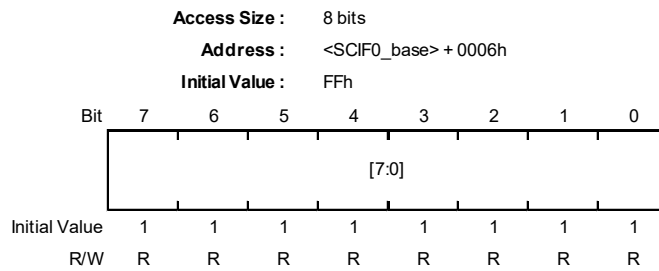 Access Size : 8 bits
Address : <SCIF0_base> + 0006h
Initial Value : FFh
Bit 7 6 5 4 3 2 1 0
[7:0]
Initial Value 1 1 1 1 1 1 1 1
R/W R R R R R R R R